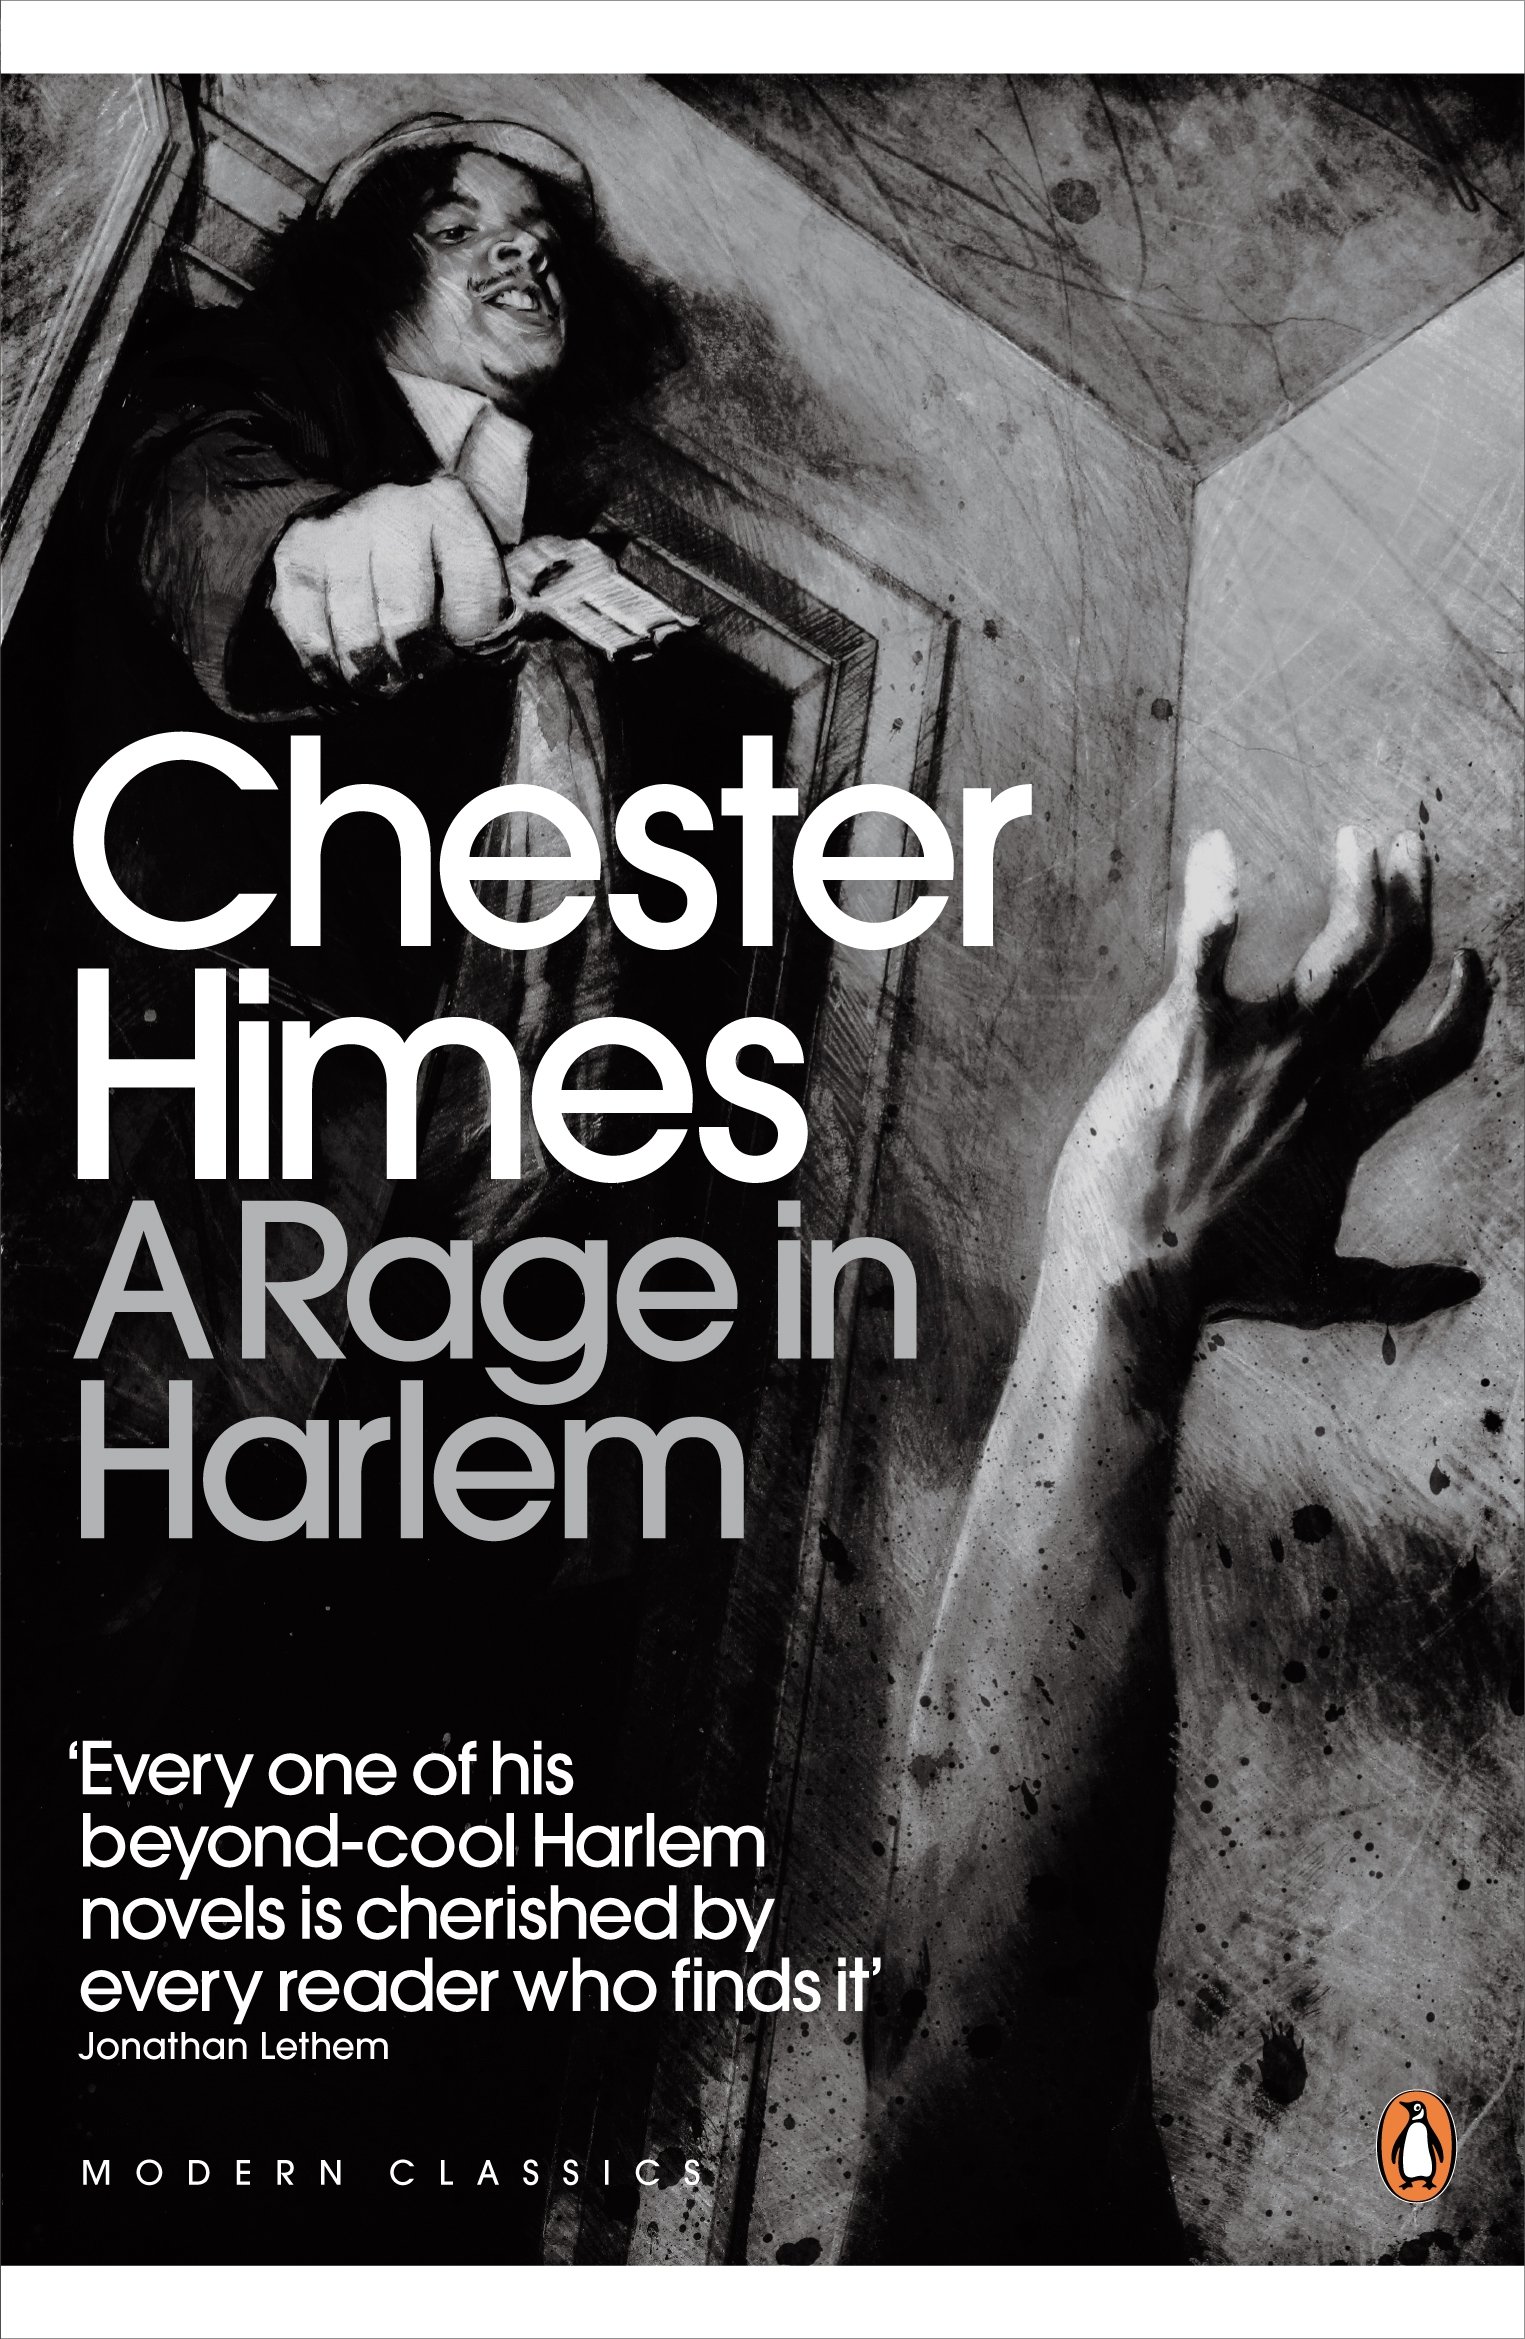 Chester
Himes
A Rage in
Harlem
‘Every one of his
beyond-cool Harlem
novels is cherished by
every reader who finds it’
Jonathan Lethem
MODERN CLASSICS